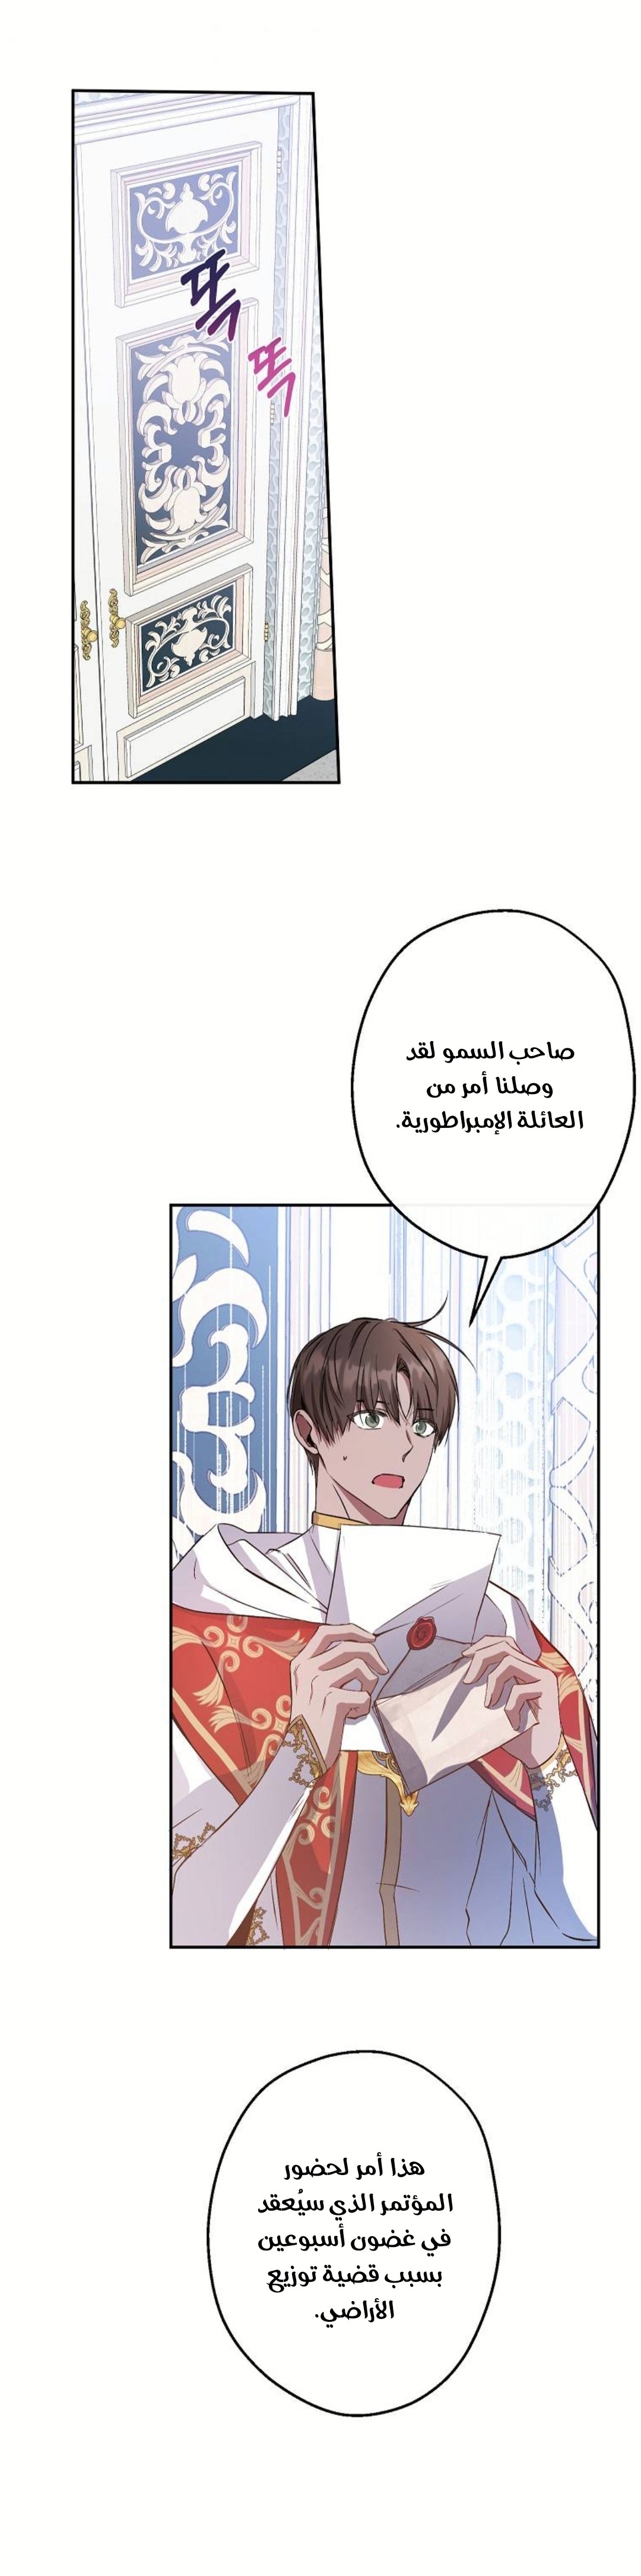 똑
똑
صاحب السمو لقد
وصلنا أمر من
العائلة الإمبراطورية.
هذا أمر لحضور
المؤتمر الذي سيُعقد
في غضون أسبوعين
بسبب قضية توزيع
الأراضي.